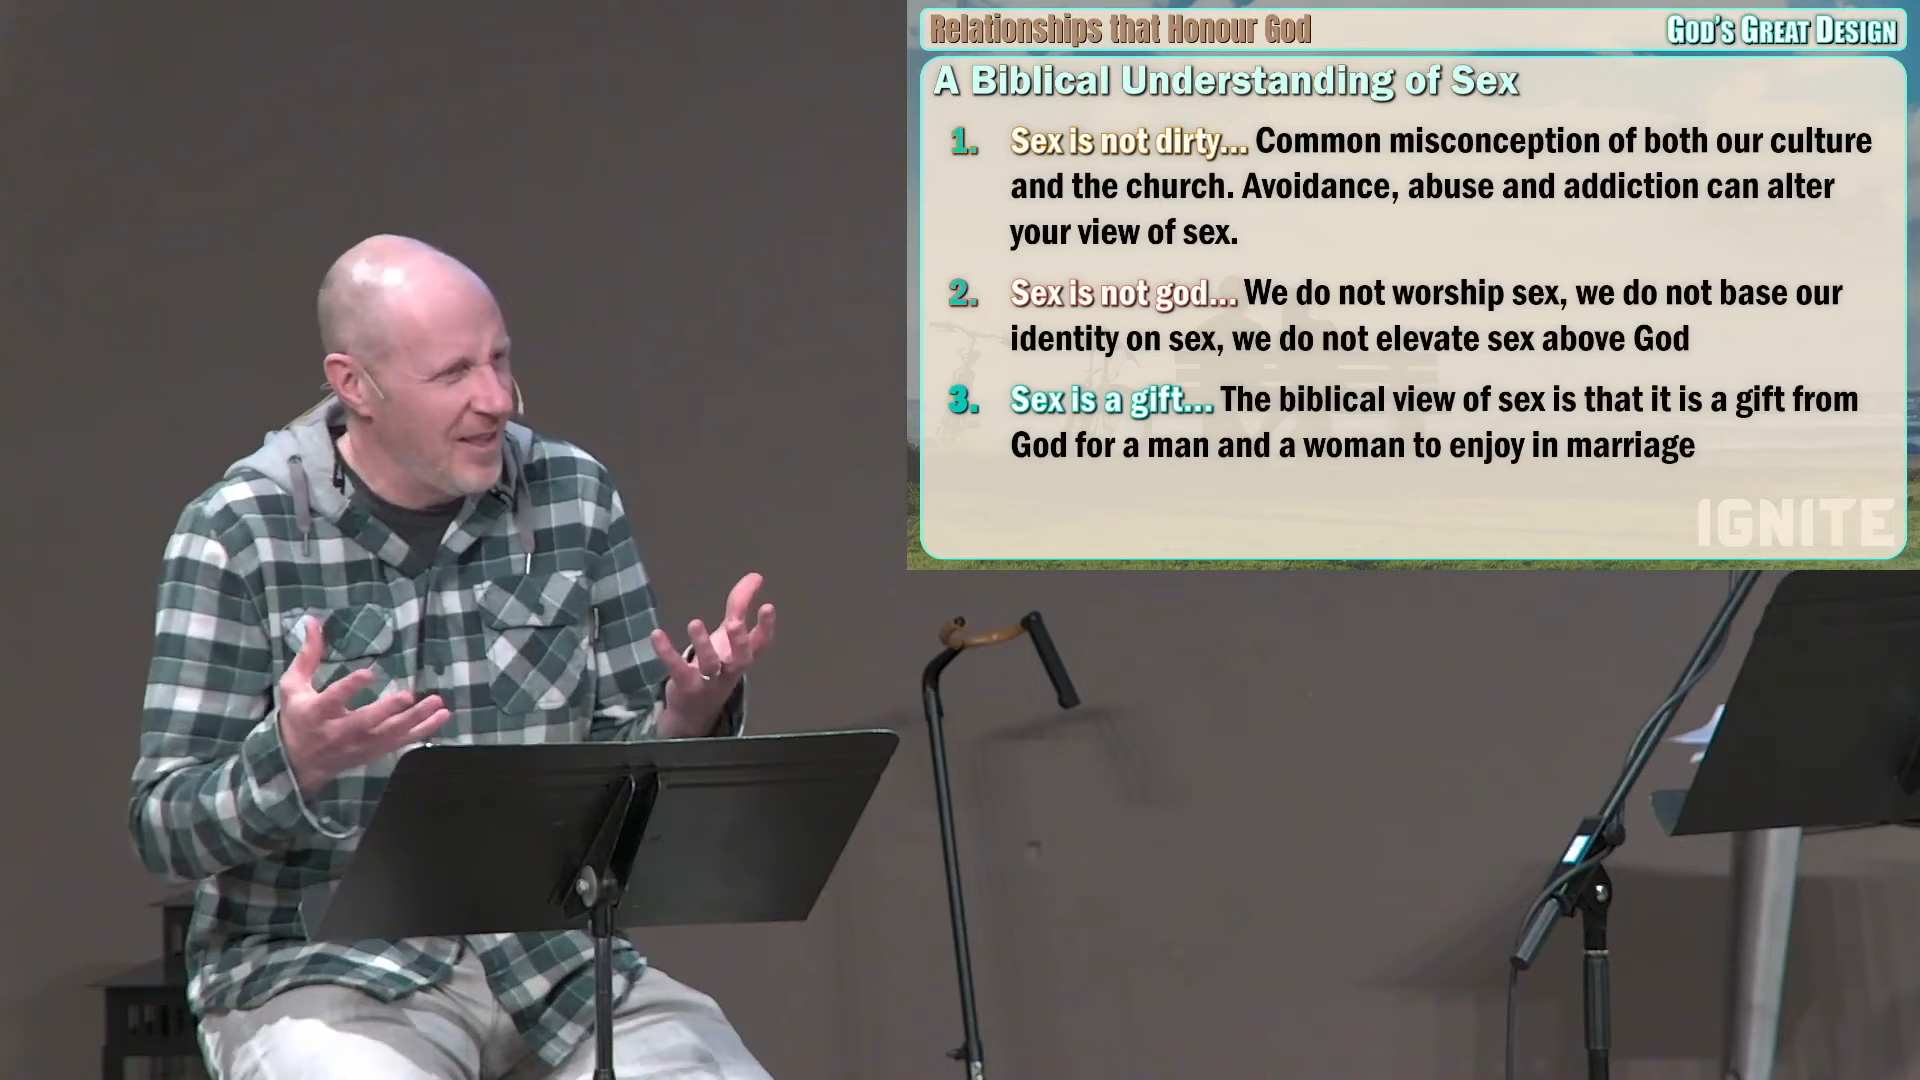 Relationships that Honour God
GOD'S GREAT DESIGN
A Biblical Understanding of Sex
1. Sex is not dirty... Common misconception of both our culture
and the church. Avoidance, abuse and addiction can alter
your view of sex.
2. Sex is not god... We do not worship sex, we do not base our
identity on sex, we do not elevate sex above God
3. Sex is a gift... The biblical view of sex is that it is a gift from
God for a man and a woman to enjoy in marriage
IGNITE